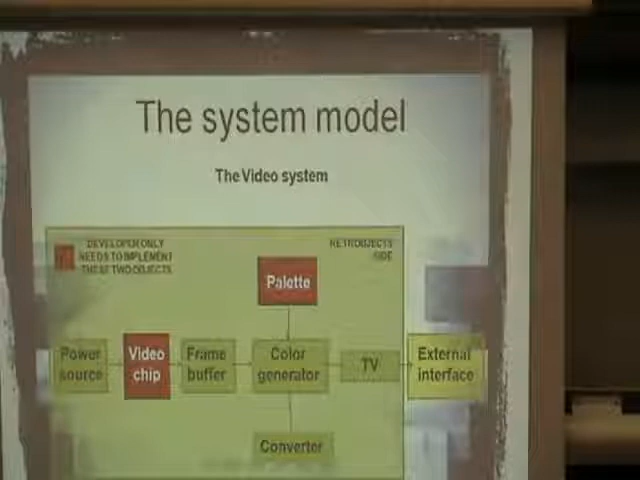 The system model
The Video system
DEVELOPER ONLY
NEEDS TO IMPLEMENT
THESE TWO OBJECTS
RETROJECTS
SIDE
Palette
Power
source
Video
chip
Frame
buffer
Color
generator
TV
External
interface
Converter